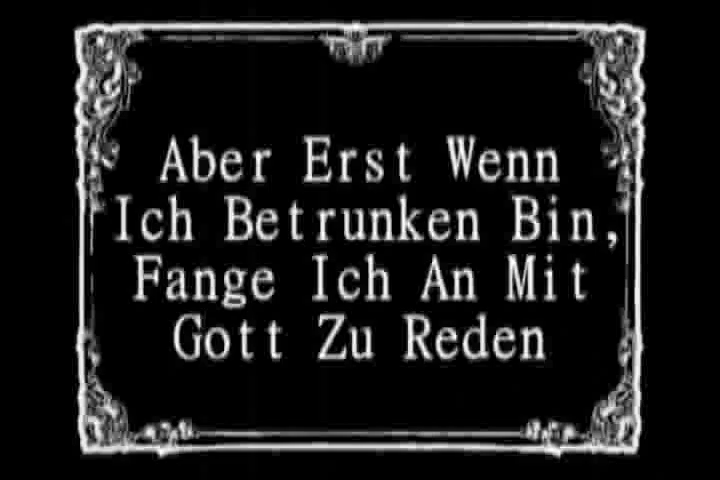 Aber Erst Wenn
Ich Betrunken Bin,
Fange Ich An Mit
Gott Zu Reden